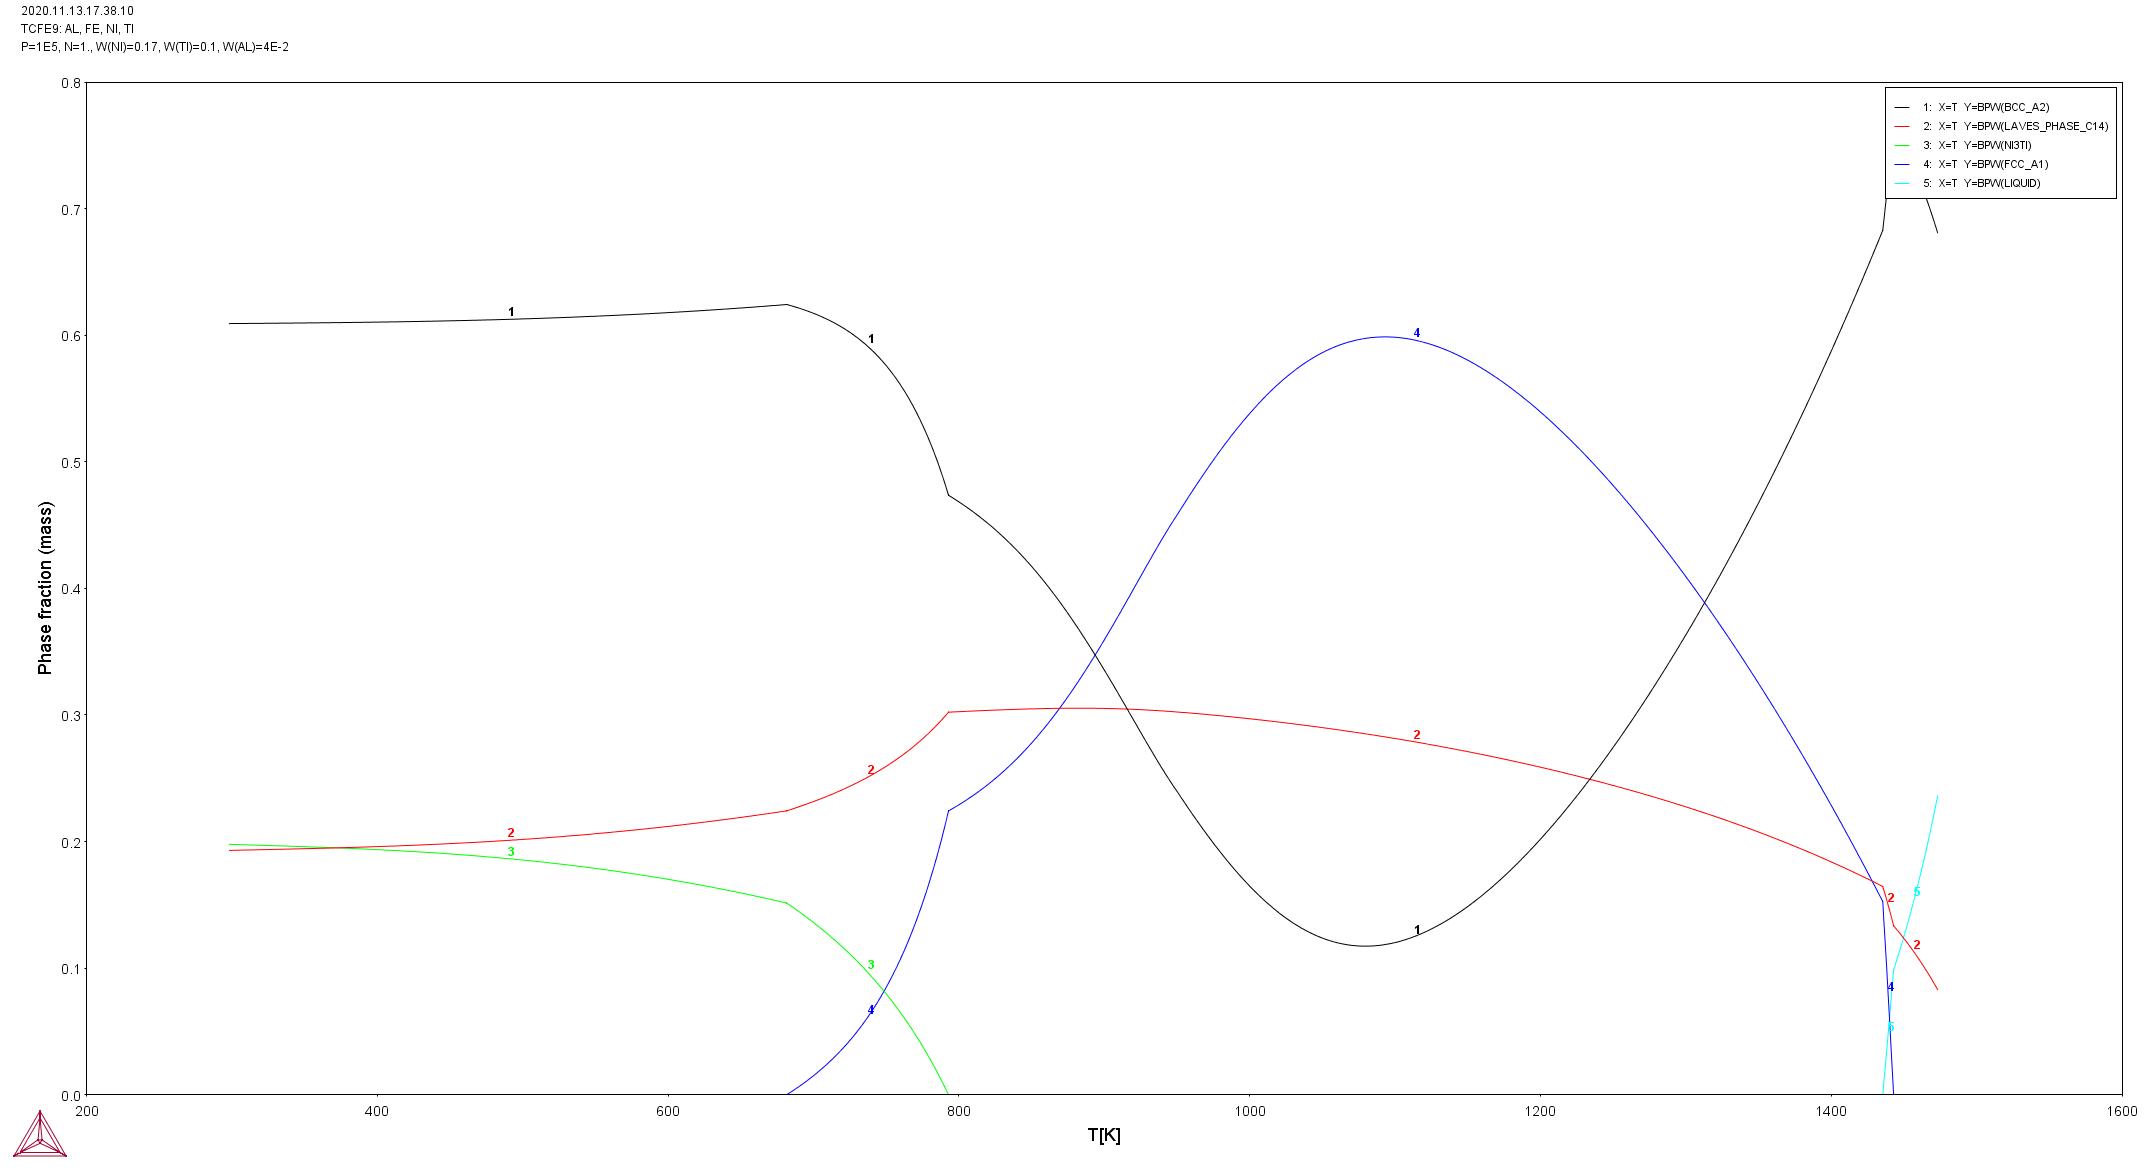 2020.11.13.17.38.10
TCFE9: AL, FE, NI, TI
P=1E5, N=1., W(NI)=0.17, W(TI)=0.1, W(AL)=4E-2
0.8
0.7
0.6
0.5
0.4
0.3
0.2
0.1
0.0
Phase fraction (mass)
1: X=T Y=BPW(BCC_A2)
2: X=T Y=BPW(LAVES_PHASE_C14)
3: X=T Y=BPW(NI3TI)
4: X=T Y=BPW(FCC_A1)
5: X=T Y=BPW(LIQUID)
1
1
4
2
2
2
3
5
2
1
2
3
4
4
5
200 400 600 800 1000 1200 1400 1600
T[K]